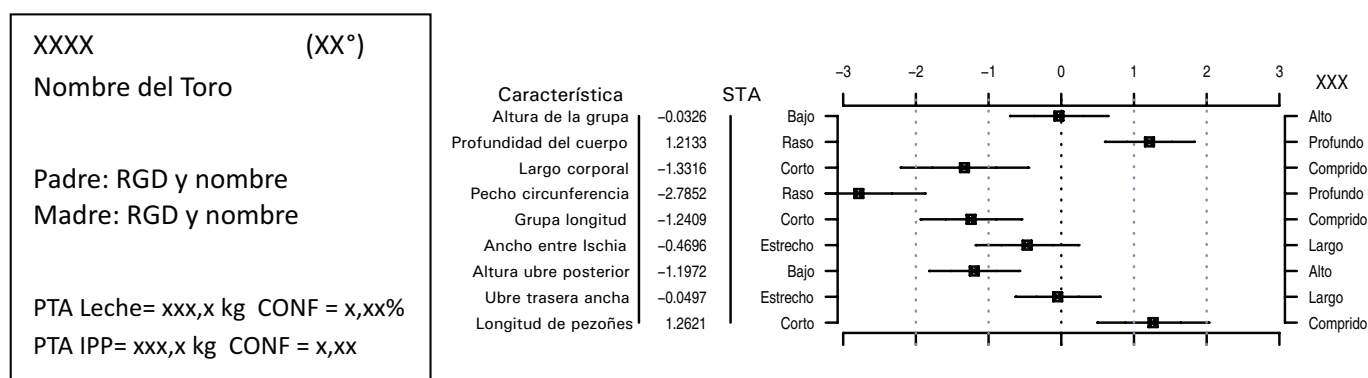 XXXX (XX°)
Nombre del Toro
Padre: RGD y nombre
Madre: RGD y nombre
PTA Leche= xxx,x kg CONF = x,xx%
PTA IPP= xxx,x kg CONF = x,xx
−3 −2 −1 0 1 2 3 XXX
Característica STA
Altura de la grupa −0.0326 Bajo Alto
Profundidad del cuerpo 1.2133 Raso Profundo
Largo corporal −1.3316 Corto Comprido
Pecho circunferencia −2.7852 Raso Profundo
Grupa longitud −1.2409 Corto Comprido
Ancho entre Ischia −0.4696 Estrecho Largo
Altura ubre posterior −1.1972 Bajo Alto
Ubre trasera ancha −0.0497 Estrecho Largo
Longitud de pezoñes 1.2621 Corto Comprido